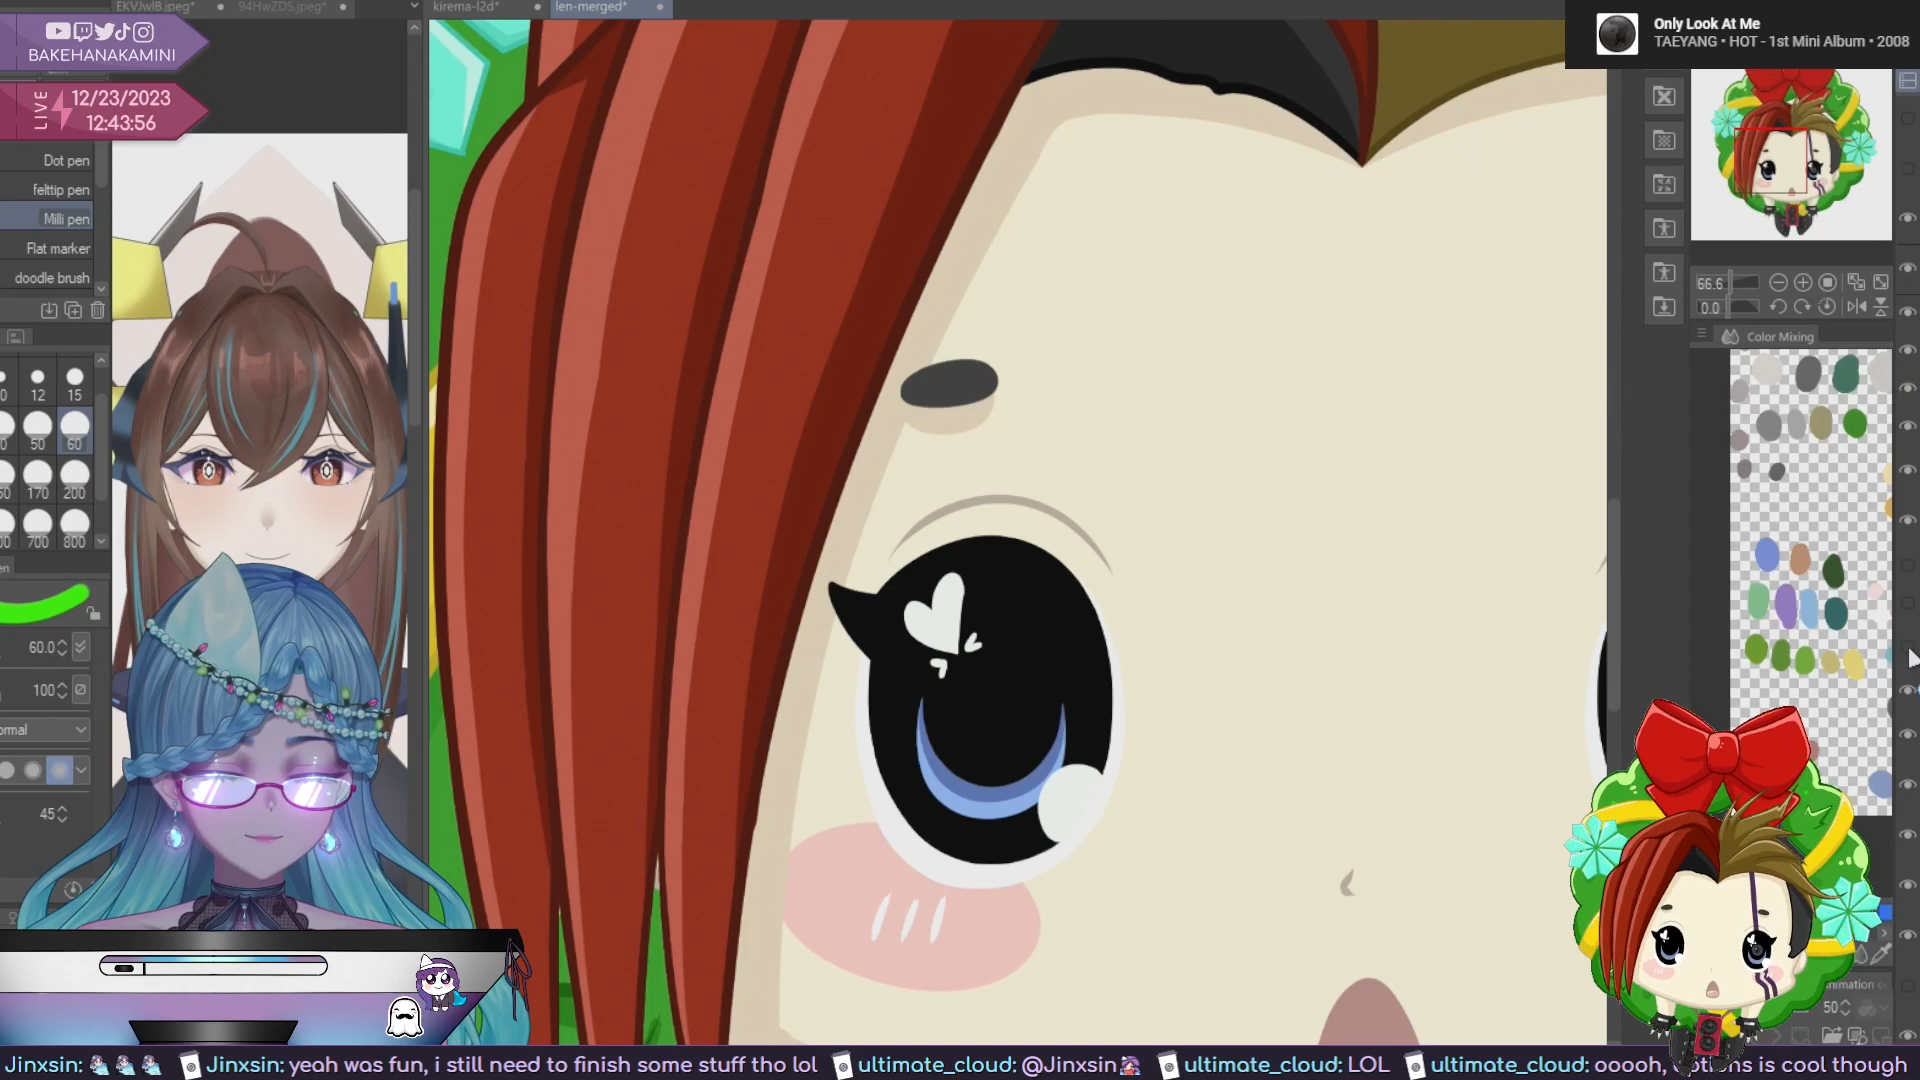 EKVJwIB.jpeg*
94HwZDS.jpeg*
kirema-l2d*
len-merged*
BAKEHANAKAMINI
LIVE
12/23/2023
12:43:56
Only Look At Me
TAEYANG • HOT - 1st Mini Album • 2008
Dot pen
felttip pen
Milli pen
Flat marker
doodle brush
12
15
50
60
170
200
700
800
60.0
100
45
66.6
0.0
Color Mixing
50
Jinxsin:
Jinxsin: yeah was fun, i still need to finish some stuff tho lol
ultimate_cloud: @Jinxsin
ultimate_cloud: LOL
ultimate_cloud: ooooh, is cool though